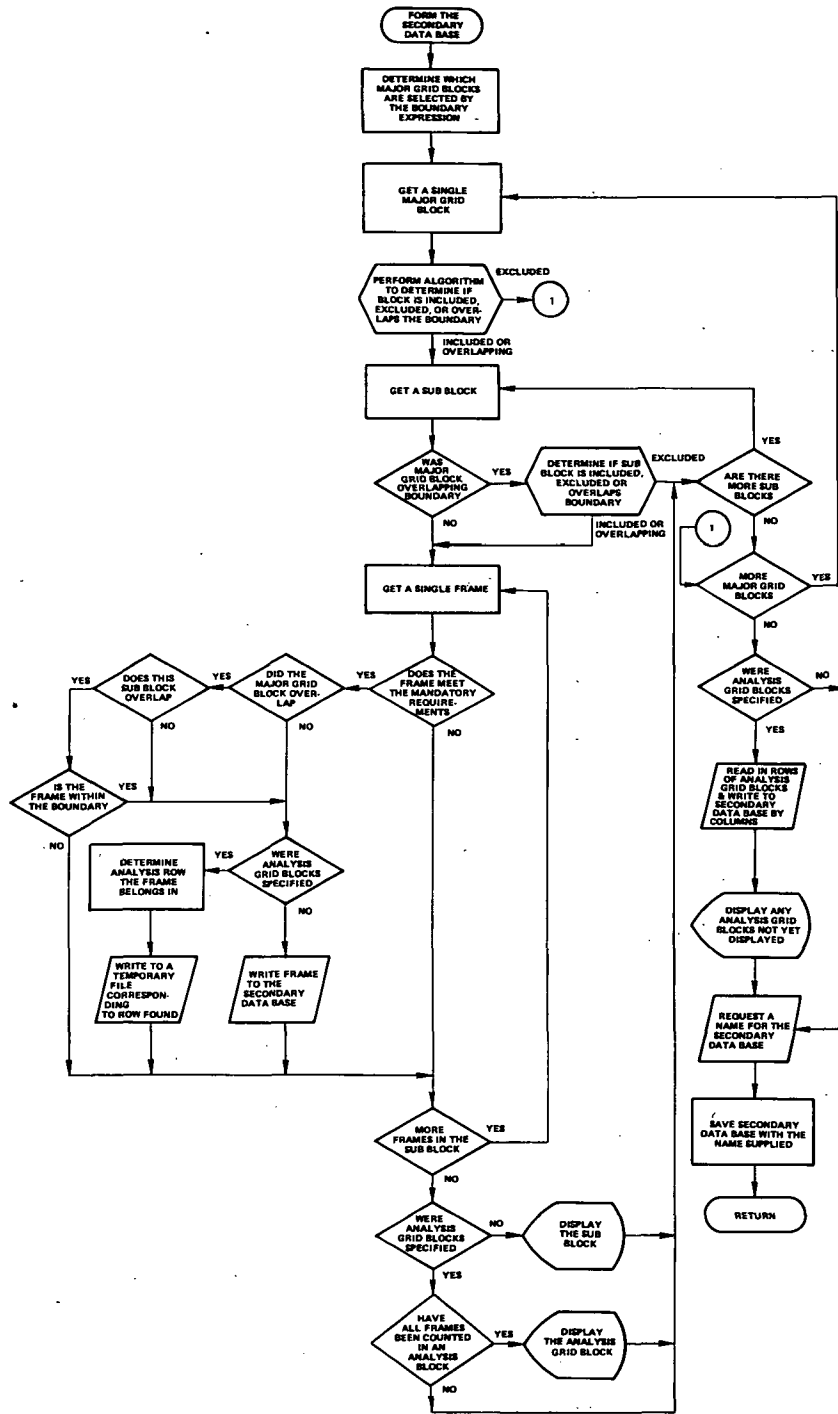 FORM THE
SECONDARY
DATA BASE
DETERMINE WHICH
MAJOR GRID BLOCKS
ARE SELECTED BY
THE BOUNDARY
EXPRESSION
GET A SINGLE
MAJOR GRID
BLOCK
PERFORM ALGORITHM
TO DETERMINE IF
BLOCK IS INCLUDED,
EXCLUDED, OR OVER-
LAPS THE BOUNDARY
EXCLUDED
1
INCLUDED OR
OVERLAPPING
GET A SUB BLOCK
WAS
MAJOR
GRID BLOCK
OVERLAPPING
BOUNDARY
YES
NO
DETERMINE IF SUB
BLOCK IS INCLUDED,
EXCLUDED OR
OVERLAPS
BOUNDARY
EXCLUDED
INCLUDED OR
OVERLAPPING
YES
ARE THERE
MORE SUB
BLOCKS
NO
1
MORE
MAJOR GRID
BLOCKS
YES
NO
GET A SINGLE FRAME
DOES THE
FRAME MEET
THE MANDATORY
REQUIRE-
MENTS
YES
NO
DID THE
MAJOR GRID
BLOCK OVER-
LAP
YES
NO
DOES THIS
SUB BLOCK
OVERLAP
YES
NO
IS THE
FRAME WITHIN
THE BOUNDARY
YES
NO
WERE
ANALYSIS
GRID BLOCKS
SPECIFIED
YES
NO
DETERMINE
ANALYSIS ROW
THE FRAME
BELONGS IN
WRITE TO A
TEMPORARY
FILE
CORRESPON-
DING
TO ROW FOUND
WRITE FRAME
TO THE
SECONDARY
DATA BASE
WERE
ANALYSIS
GRID BLOCKS
SPECIFIED
NO
YES
READ IN ROWS
OF ANALYSIS
GRID BLOCKS
& WRITE TO
SECONDARY
DATA BASE BY
COLUMNS
DISPLAY ANY
ANALYSIS GRID
BLOCKS NOT YET
DISPLAYED
REQUEST A
NAME FOR THE
SECONDARY
DATA BASE
SAVE SECONDARY
DATA BASE WITH THE
NAME SUPPLIED
RETURN
MORE
FRAMES IN THE
SUB BLOCK
YES
NO
WERE
ANALYSIS
GRID BLOCKS
SPECIFIED
NO
YES
DISPLAY
THE SUB
BLOCK
HAVE
ALL FRAMES
BEEN COUNTED
IN AN
ANALYSIS
BLOCK
YES
NO
DISPLAY
THE ANALYSIS
GRID BLOCK